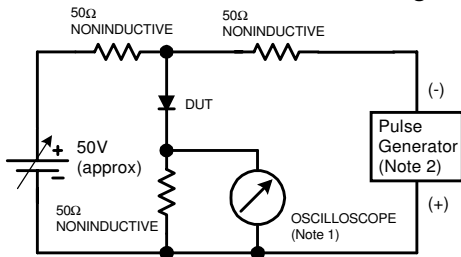 50Ω
NONINDUCTIVE
50Ω
NONINDUCTIVE
DUT
(-)
+
50V
(approx)
-
Pulse
Generator
(Note 2)
50Ω
NONINDUCTIVE
OSCILLOSCOPE
(Note 1)
(+)